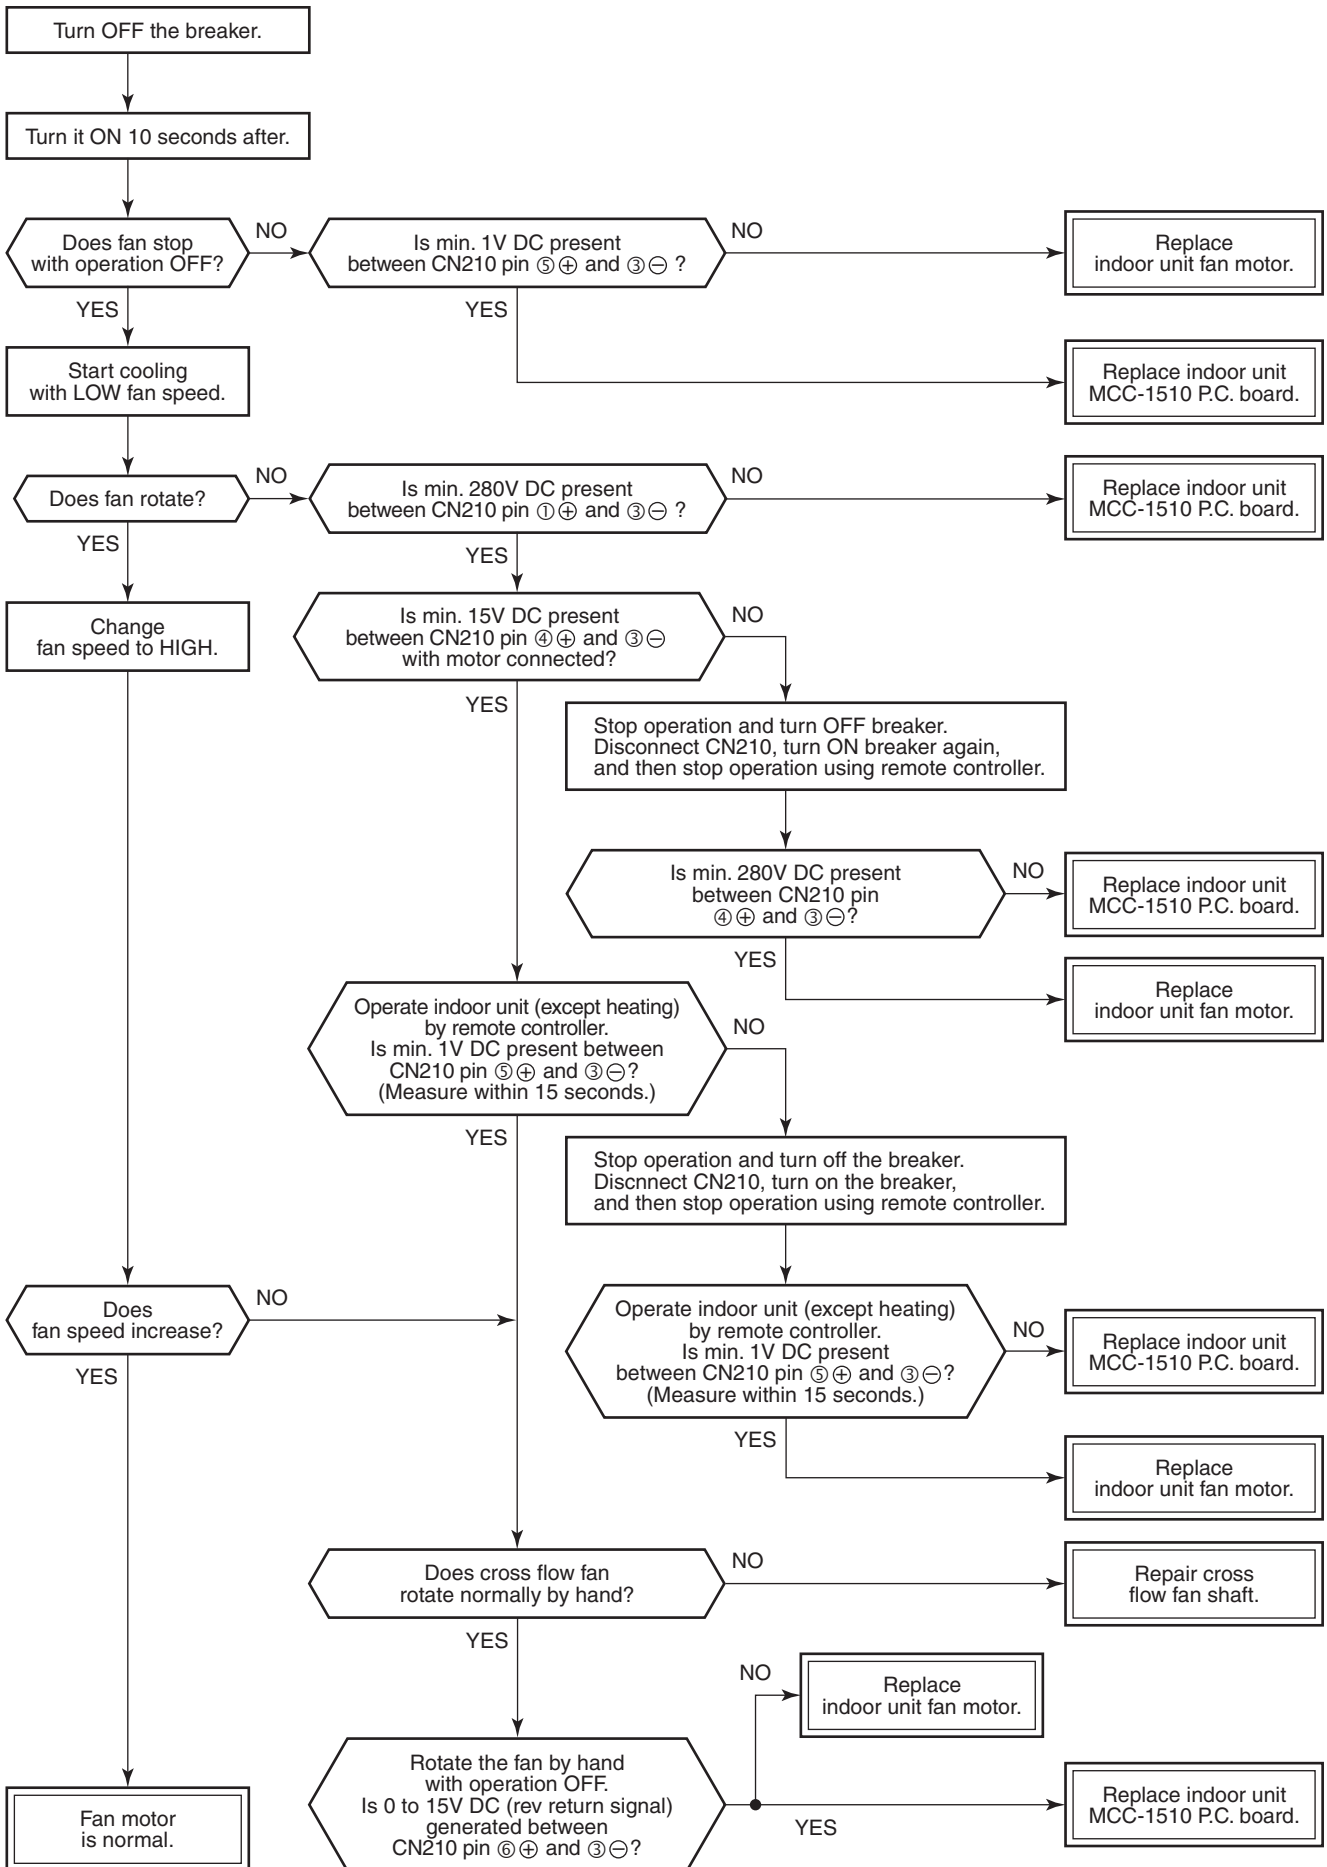 Turn OFF the breaker.
Turn it ON 10 seconds after.
Does fan stop
with operation OFF?
NO
Is min. 1V DC present
between CN210 pin ⑤⊕ and ③⊖ ?
NO
Replace
indoor unit fan motor.
YES
YES
Start cooling
with LOW fan speed.
Replace indoor unit
MCC-1510 P.C. board.
Does fan rotate?
NO
Is min. 280V DC present
between CN210 pin ①⊕ and ③⊖ ?
NO
Replace indoor unit
MCC-1510 P.C. board.
YES
YES
Change
fan speed to HIGH.
Is min. 15V DC present
between CN210 pin ④⊕ and ③⊖
with motor connected?
NO
YES
Stop operation and turn OFF breaker.
Disconnect CN210, turn ON breaker again,
and then stop operation using remote controller.
Is min. 280V DC present
between CN210 pin
④⊕ and ③⊖?
NO
Replace indoor unit
MCC-1510 P.C. board.
YES
Replace
indoor unit fan motor.
Operate indoor unit (except heating)
by remote controller.
Is min. 1V DC present between
CN210 pin ⑤⊕ and ③⊖?
(Measure within 15 seconds.)
NO
YES
Stop operation and turn off the breaker.
Discnnect CN210, turn on the breaker,
and then stop operation using remote controller.
Does
fan speed increase?
NO
YES
Operate indoor unit (except heating)
by remote controller.
Is min. 1V DC present
between CN210 pin ⑤⊕ and ③⊖?
(Measure within 15 seconds.)
NO
Replace indoor unit
MCC-1510 P.C. board.
YES
Replace
indoor unit fan motor.
Does cross flow fan
rotate normally by hand?
NO
Repair cross
flow fan shaft.
YES
NO
Replace
indoor unit fan motor.
Rotate the fan by hand
with operation OFF.
Is 0 to 15V DC (rev return signal)
generated between
CN210 pin ⑥⊕ and ③⊖?
YES
Replace indoor unit
MCC-1510 P.C. board.
Fan motor
is normal.